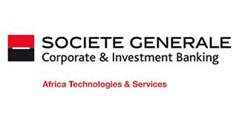 SOCIETE GENERALE
Corporate & Investment Banking
Africa Technologies & Services